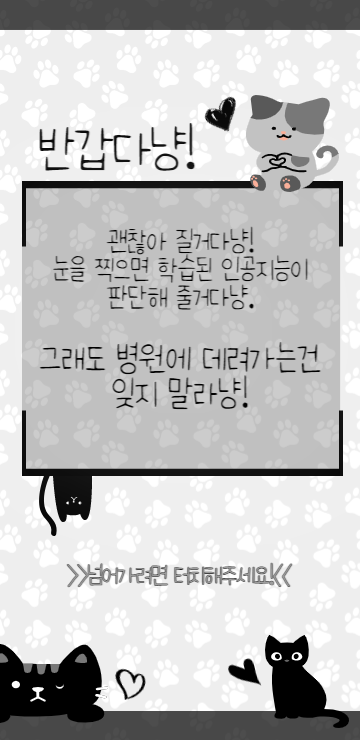 반갑다냥!
괜찮아 질거다냥!
눈을 찍으면 학습된 인공지능이
판단해 줄거다냥.
그래도 병원에 데려가는건
잊지 말라냥!
>>넘어가려면 터치해주세요!<<